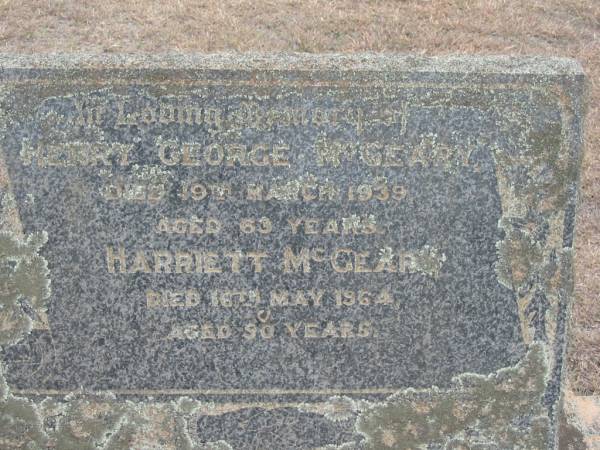 In Loving Memory of
HENRY GEORGE McGEARY,
DIED 19TH MARCH 1939,
AGED 63 YEARS.
HARRIETT McGEARY
DIED 16TH MAY 1964,
AGED 90 YEARS.